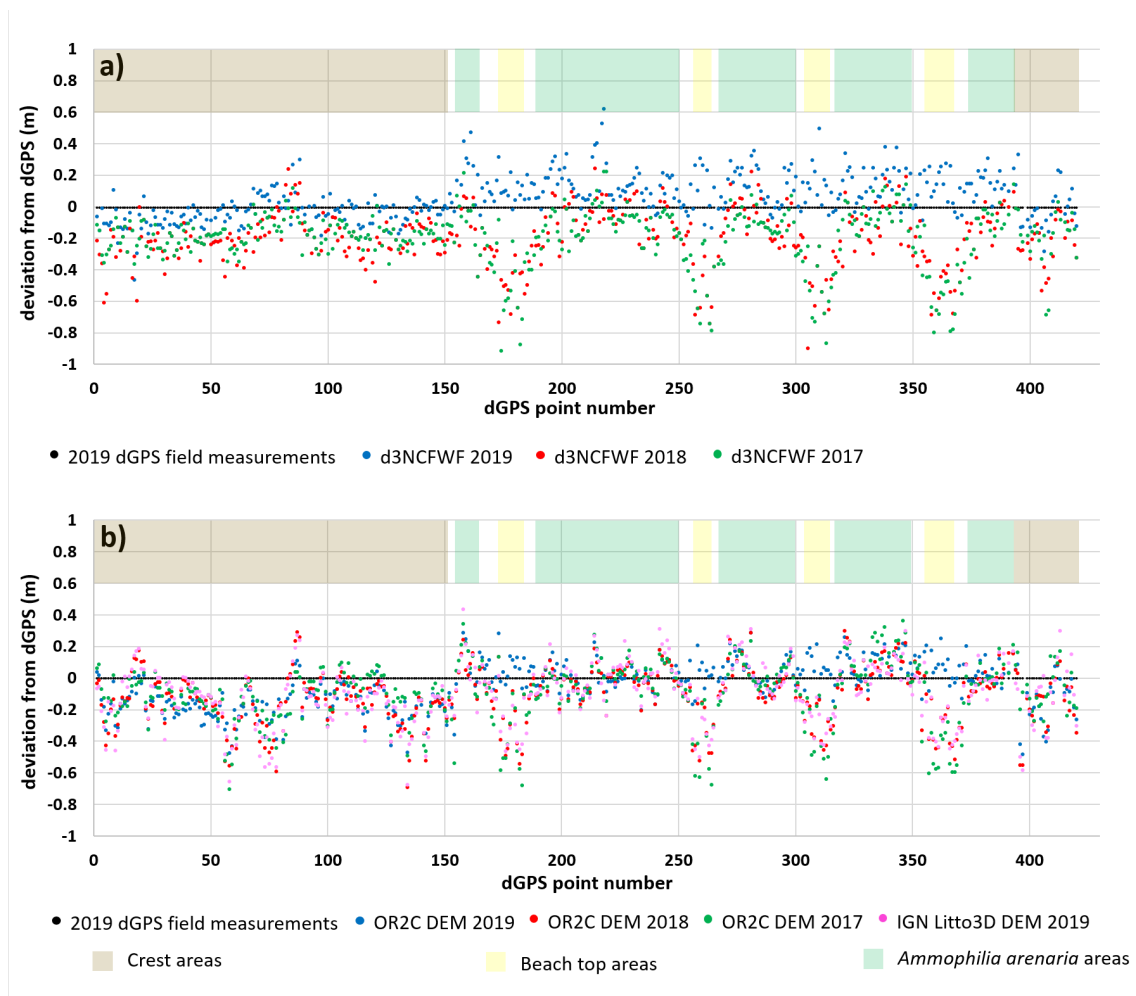 a)
deviation from dGPS (m)
1
0.8
0.6
0.4
0.2
0
-0.2
-0.4
-0.6
-0.8
-1
0 50 100 150 200 250 300 350 400
dGPS point number
2019 dGPS field measurements d3NCFWF 2019 d3NCFWF 2018 d3NCFWF 2017
b)
deviation from dGPS (m)
1
0.8
0.6
0.4
0.2
0
-0.2
-0.4
-0.6
-0.8
-1
0 50 100 150 200 250 300 350 400
dGPS point number
2019 dGPS field measurements OR2C DEM 2019 OR2C DEM 2018 OR2C DEM 2017 IGN Litto3D DEM 2019
Crest areas Beach top areas Ammophilia arenaria areas